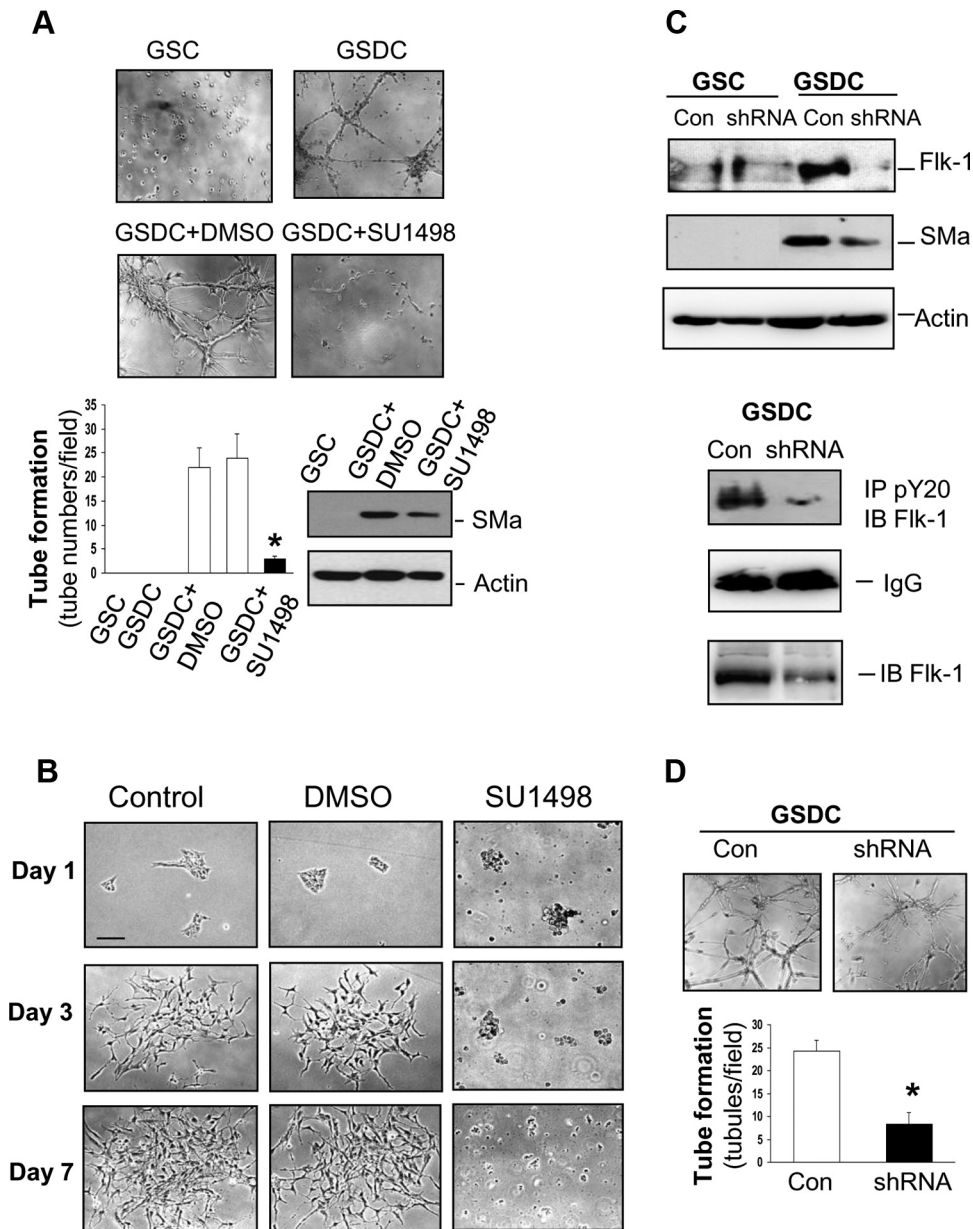 A
GSC
GSDC
GSDC+DMSO
GSDC+SU1498
Tube formation
(tube numbers/field)
35
30
25
20
15
10
5
0
*
GSC
GSDC
GSDC+
DMSO
GSDC+
SU1498
GSC
GSDC+
DMSO
GSDC+
SU1498
SMa
Actin
B
Control
DMSO
SU1498
Day 1
Day 3
Day 7
C
GSC
GSDC
Con
shRNA
Con
shRNA
Flk-1
SMa
Actin
GSDC
Con
shRNA
IP pY20
IB Flk-1
IgG
IB Flk-1
D
GSDC
Con
shRNA
Tube formation
(tubules/field)
30
25
20
15
10
5
0
*
Con
shRNA